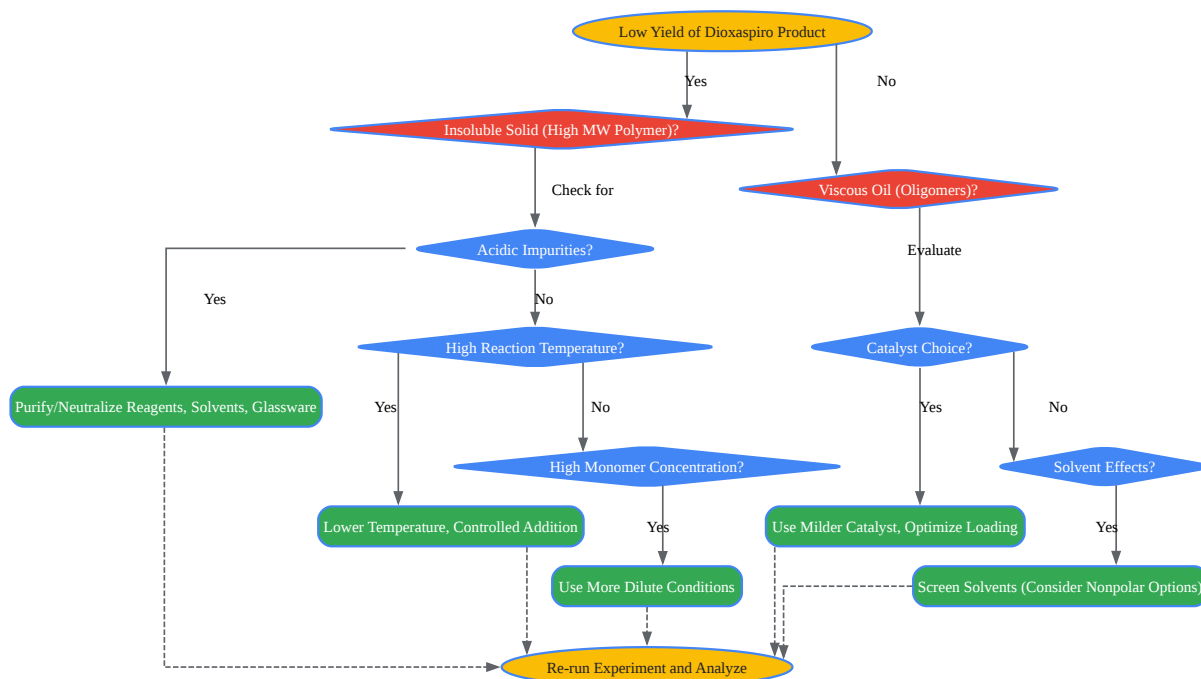 Low Yield of Dioxaspiro Product
Yes
No
Insoluble Solid (High MW Polymer)?
Check for
Viscous Oil (Oligomers)?
Acidic Impurities?
Evaluate
Yes
No
High Reaction Temperature?
Catalyst Choice?
Purify/Neutralize Reagents, Solvents, Glassware
Yes
No
Yes
No
High Monomer Concentration?
Solvent Effects?
Lower Temperature, Controlled Addition
Yes
Use Milder Catalyst, Optimize Loading
Yes
Use More Dilute Conditions
Screen Solvents (Consider Nonpolar Options)
Re-run Experiment and Analyze